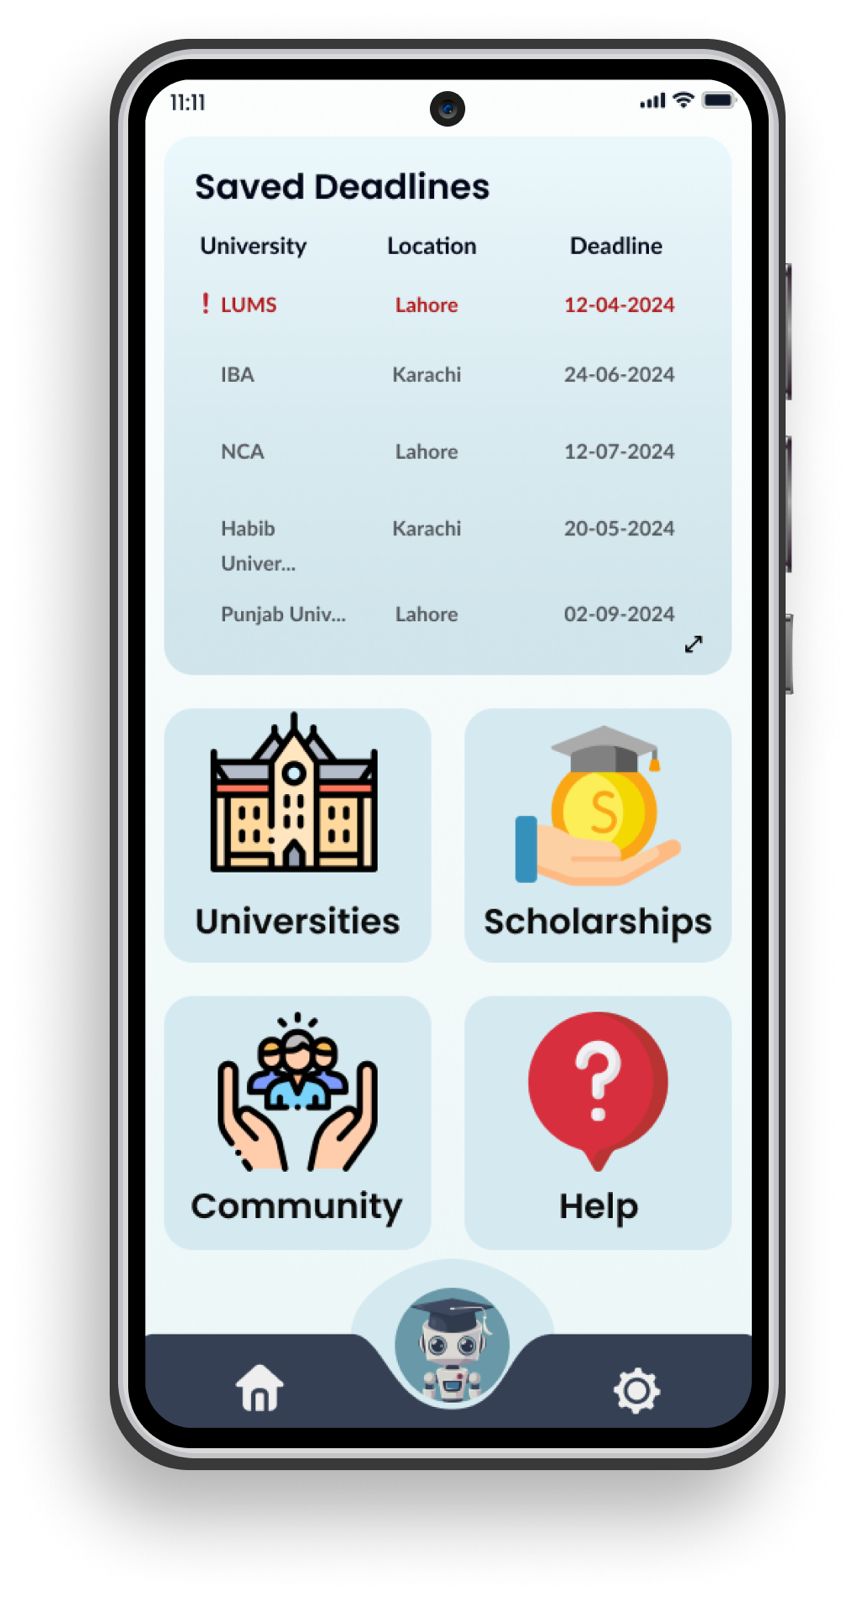 11:11
Saved Deadlines
University Location Deadline
! LUMS Lahore 12-04-2024
IBA Karachi 24-06-2024
NCA Lahore 12-07-2024
Habib Karachi 20-05-2024
Univer...
Punjab Univ... Lahore 02-09-2024
S
Universities Scholarships
?
Community Help